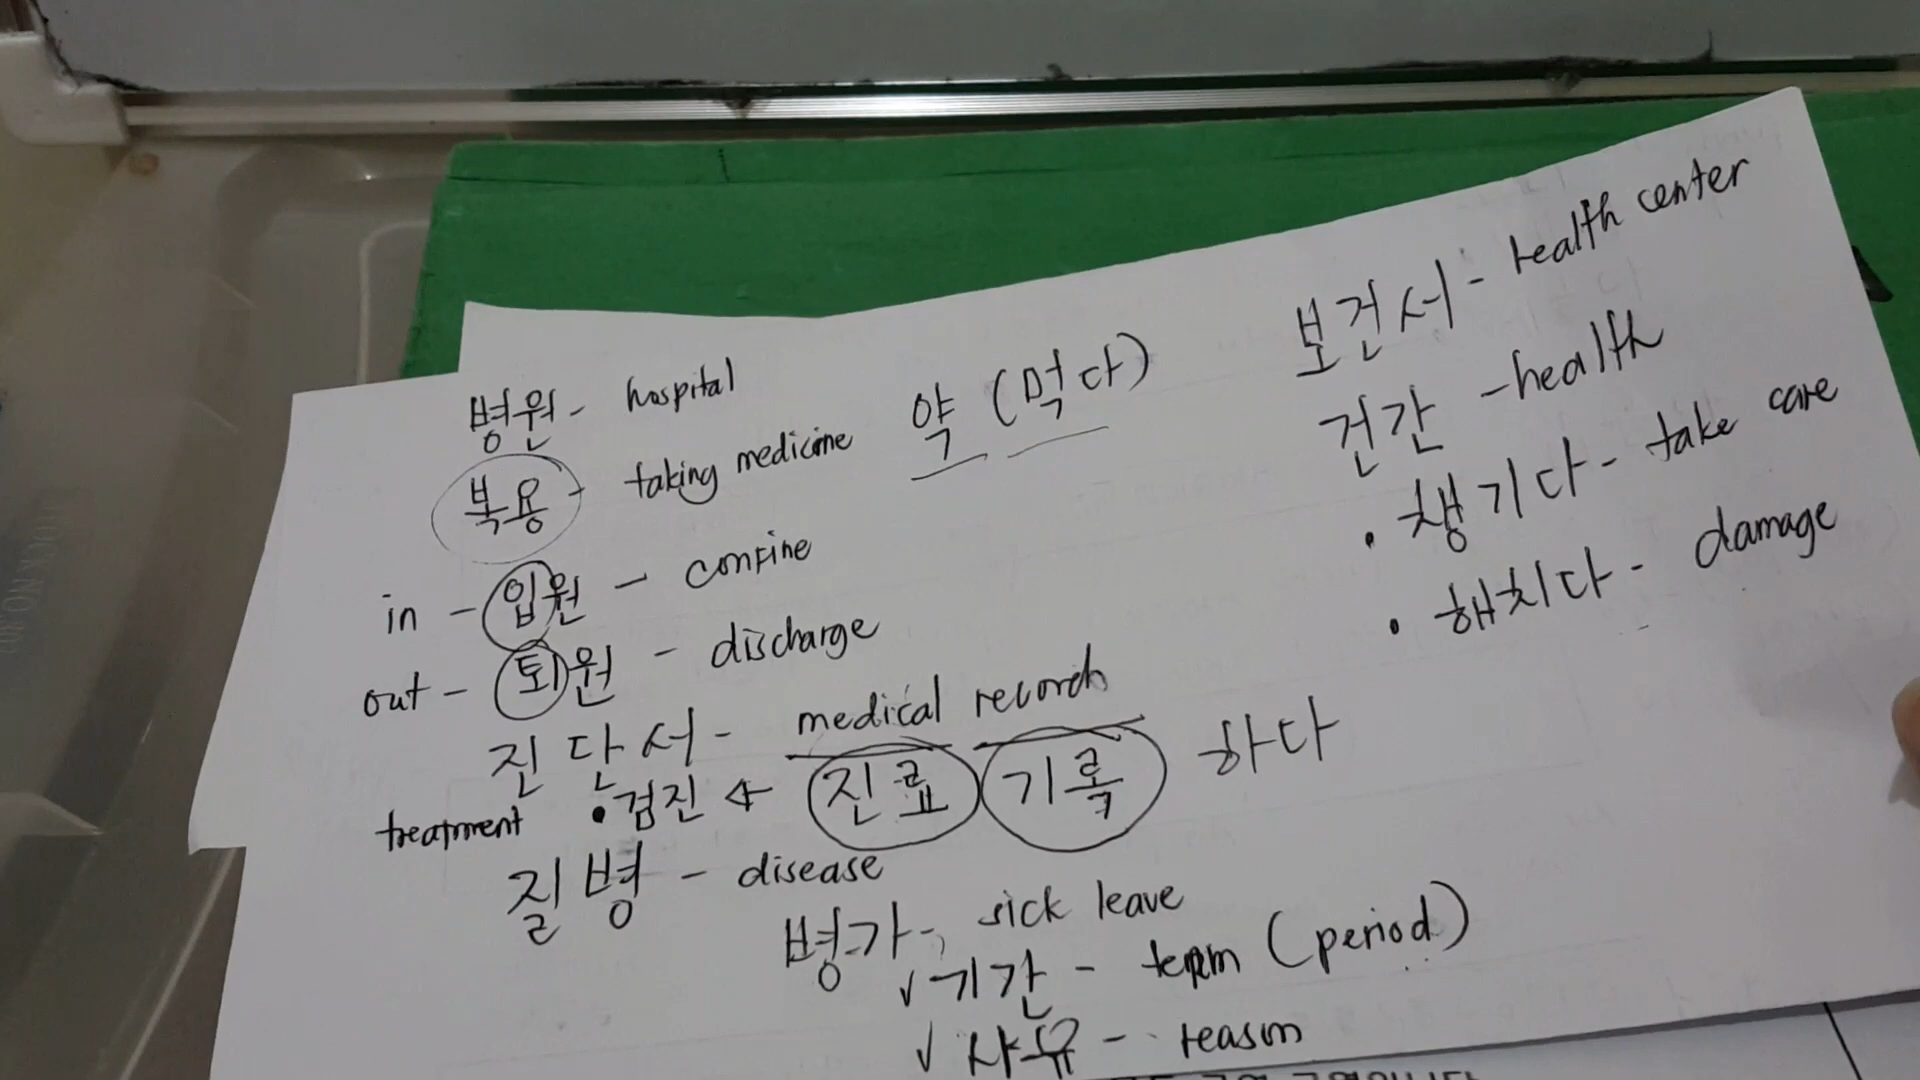 병원 - hospital
복용 - taking medicine 약 (먹다)
in - 입원 - confine
out - 퇴원 - discharge
진단서 - medical record
treatment • 검진 진료 기록 하다
질병 - disease
병가 - sick leave
✓ 기간 - term (period)
✓ 사유 - reason
보건서 - health center
건간 - health
• 챙기다 - take care
• 해치다 - damage